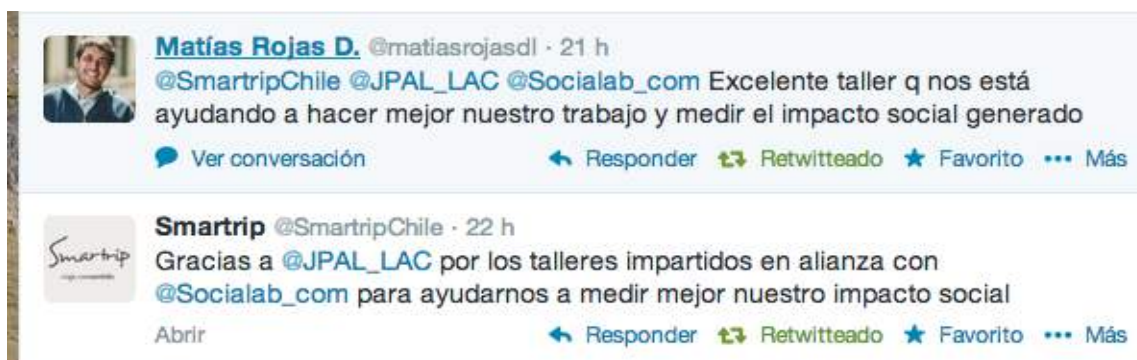 Matías Rojas D. @matiasrojasdl · 21 h
@SmartripChile @JPAL_LAC @Socialab_com Excelente taller q nos está
ayudando a hacer mejor nuestro trabajo y medir el impacto social generado
Ver conversación Responder Retwitteado Favorito Más
Smartrip
Smartrip @SmartripChile · 22 h
Gracias a @JPAL_LAC por los talleres impartidos en alianza con
@Socialab_com para ayudarnos a medir mejor nuestro impacto social
Abrir Responder Retwitteado Favorito Más